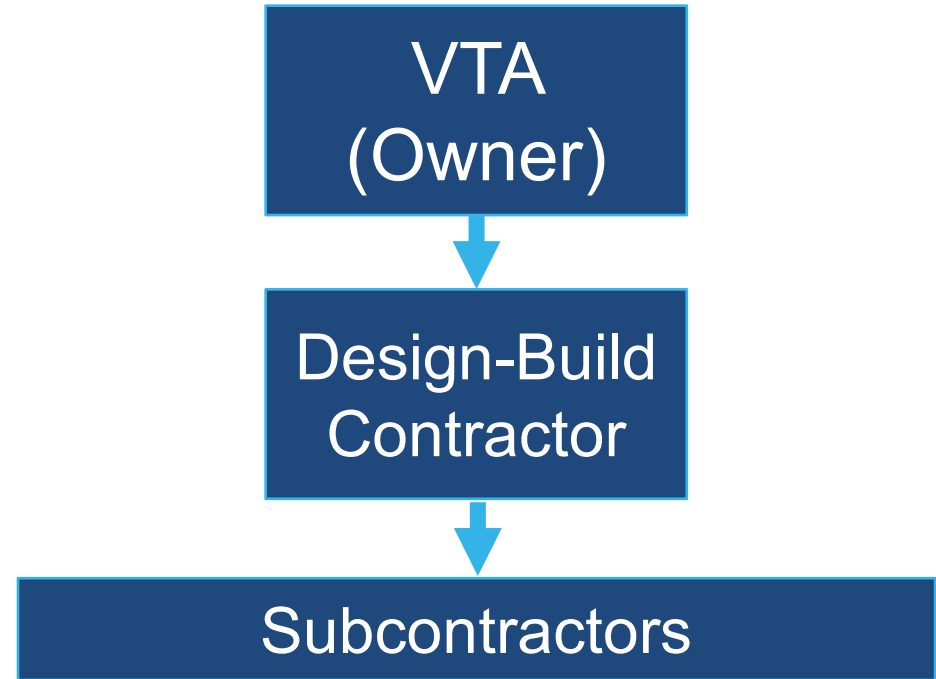 VTA
(Owner)
Design-Build
Contractor
Subcontractors